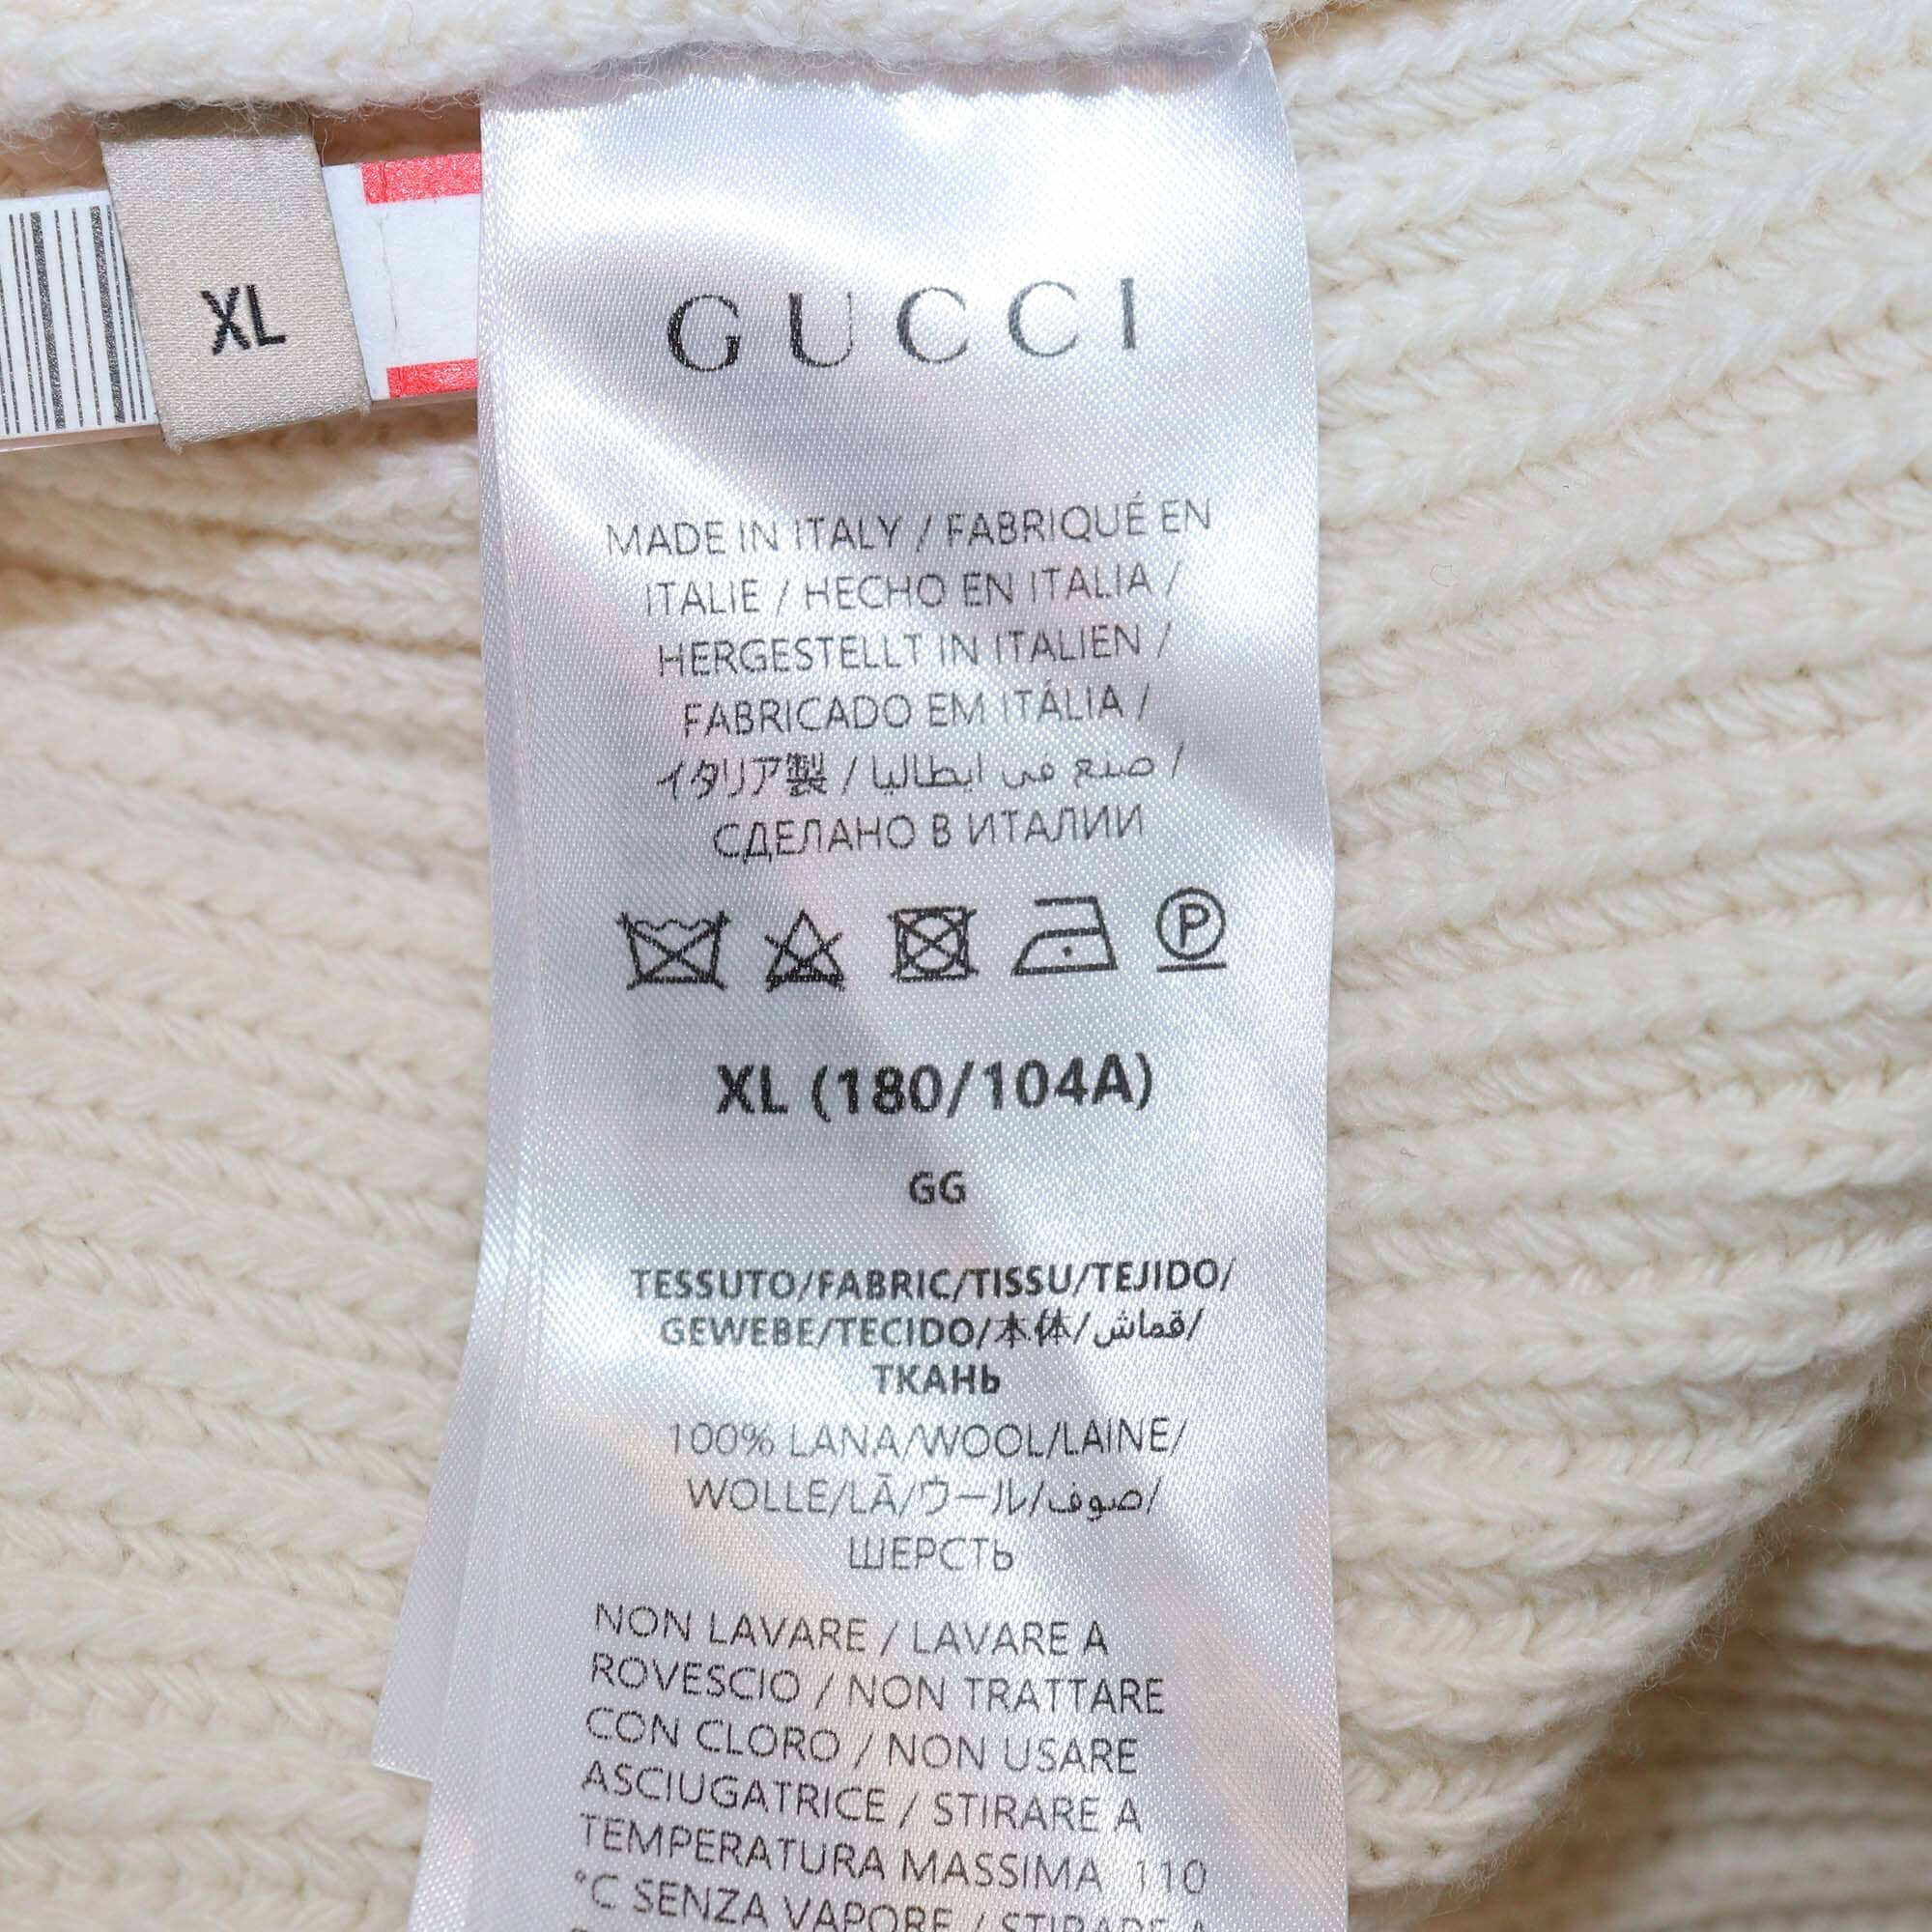 XL
GUCCI
MADE IN ITALY / FABRIQUÉ EN
ITALIE / HECHO EN ITALIA /
HERGESTELLT IN ITALIEN /
FABRICADO EM ITÁLIA /
イタリア製 / صنع في ايطاليا /
СДЕЛАНО В ИТАЛИИ
P
XL (180/104A)
GG
TESSUTO/FABRIC/TISSU/TEJIDO/
GEWEBE/TECIDO/本体/قماش/
ТКАНЬ
100% LANA/WOOL/LAINE/
WOLLE/LÃ/ウール/صوف/
ШЕРСТЬ
NON LAVARE / LAVARE A
ROVESCIO / NON TRATTARE
CON CLORO / NON USARE
ASCIUGATRICE / STIRARE A
TEMPERATURA MASSIMA 110
°C SENZA VAPORE / STIRARE A